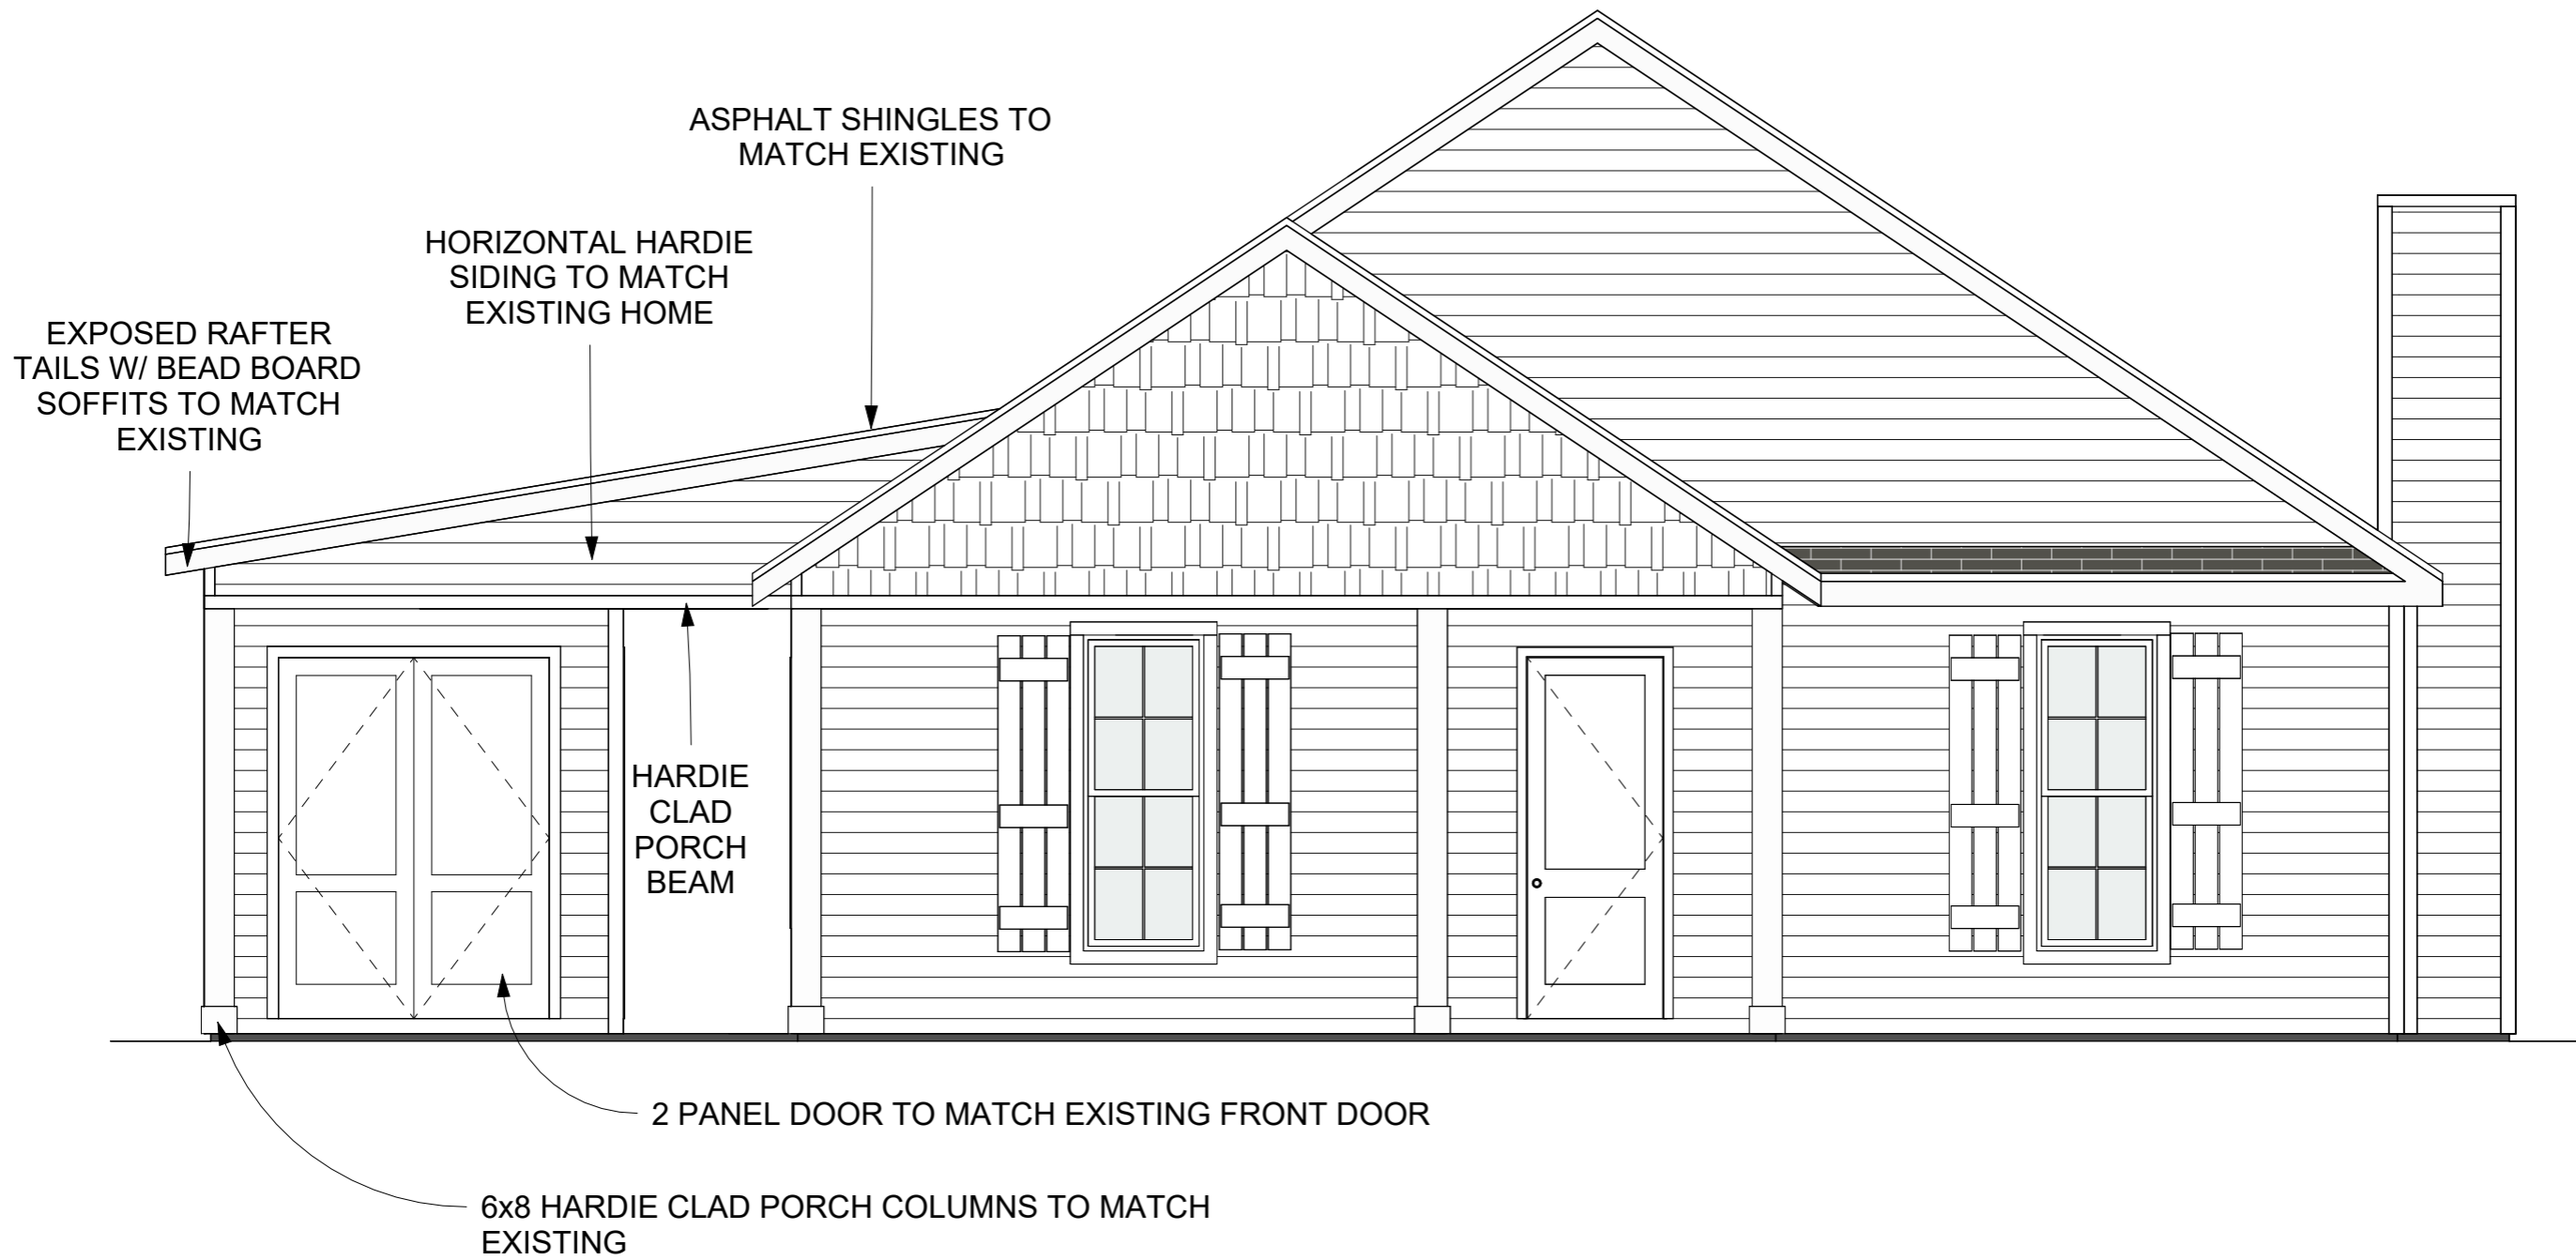 ASPHALT SHINGLES TO
MATCH EXISTING
HORIZONTAL HARDIE
SIDING TO MATCH
EXISTING HOME
EXPOSED RAFTER
TAILS W/ BEAD BOARD
SOFFITS TO MATCH
EXISTING
HARDIE
CLAD
PORCH
BEAM
2 PANEL DOOR TO MATCH EXISTING FRONT DOOR
6x8 HARDIE CLAD PORCH COLUMNS TO MATCH
EXISTING